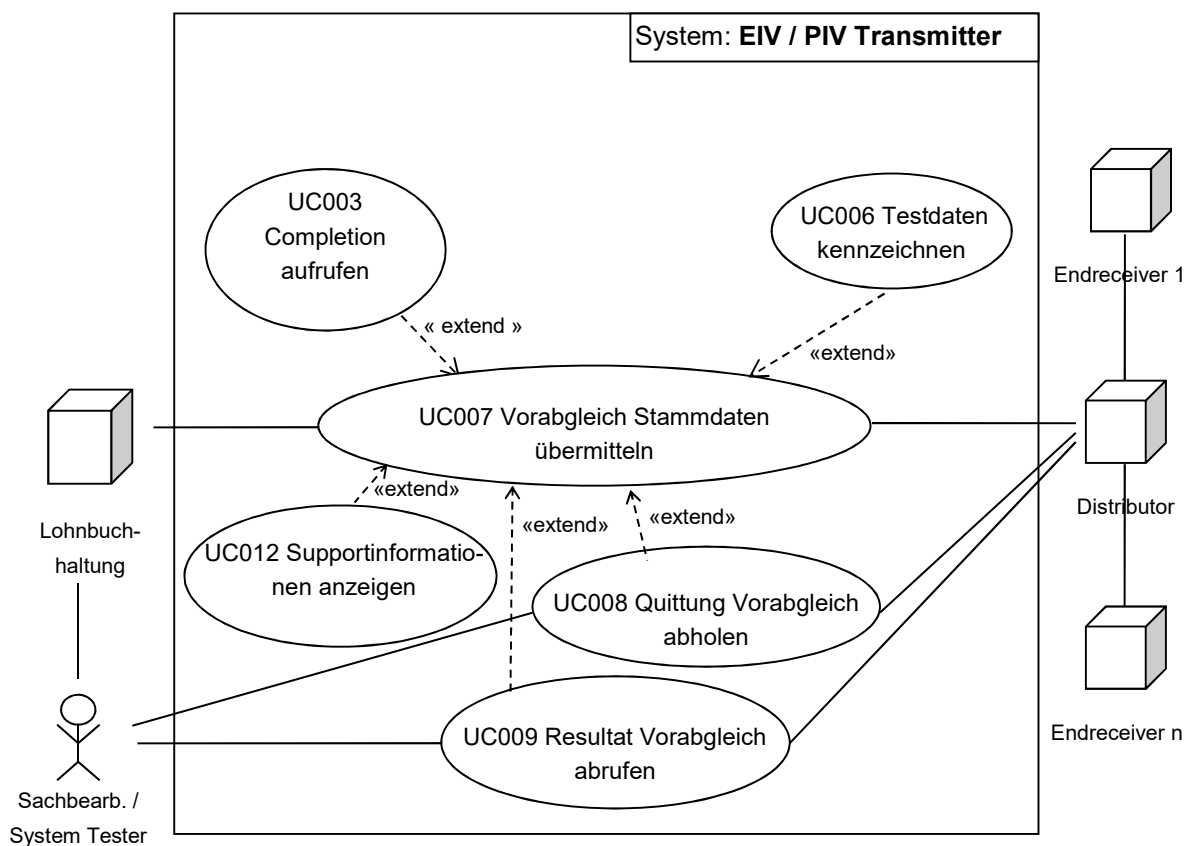 System: EIV / PIV Transmitter
UC003
Completion
aufrufen
UC006 Testdaten
kennzeichnen
Endreceiver 1
« extend »
«extend»
UC007 Vorabgleich Stammdaten
übermitteln
«extend»
Distributor
«extend»
«extend»
Lohnbuch-
haltung
UC012 Supportinformatio-
nen anzeigen
UC008 Quittung Vorabgleich
abholen
UC009 Resultat Vorabgleich
abrufen
Endreceiver n
Sachbearb. /
System Tester